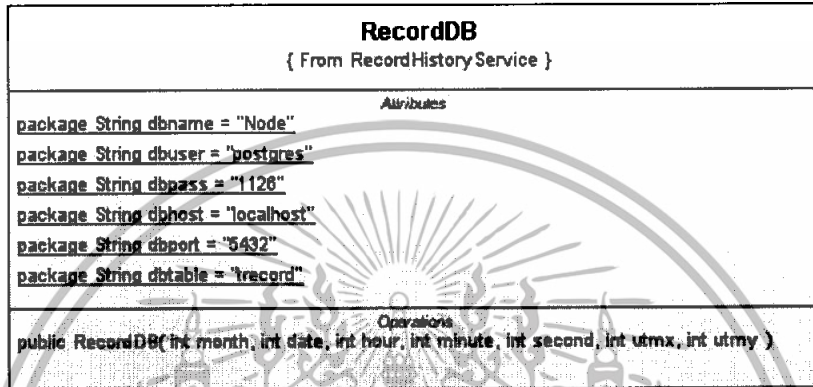 RecordDB
{ From RecordHistoryService }
Attributes
package String dbname = "Node"
package String dbuser = "postgres"
package String dbpass = "1126"
package String dbhost = "localhost"
package String dbport = "5432"
package String dbtable = "trecord"
Operations
public RecordDB( int month, int date, int hour, int minute, int second, int utmx, int utmy )